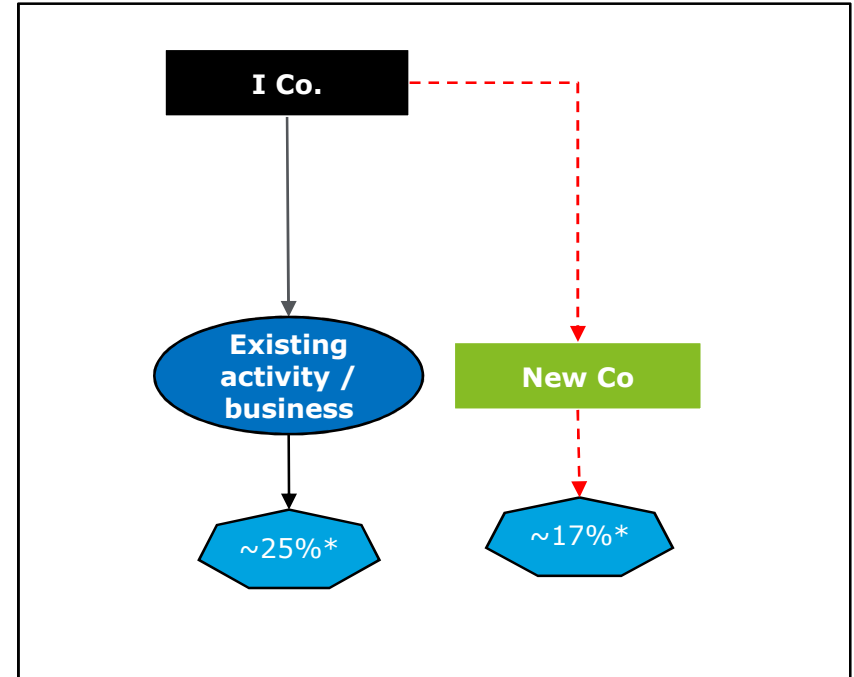 I Co.
Existing
activity /
business
New Co
~25%*
~17%*